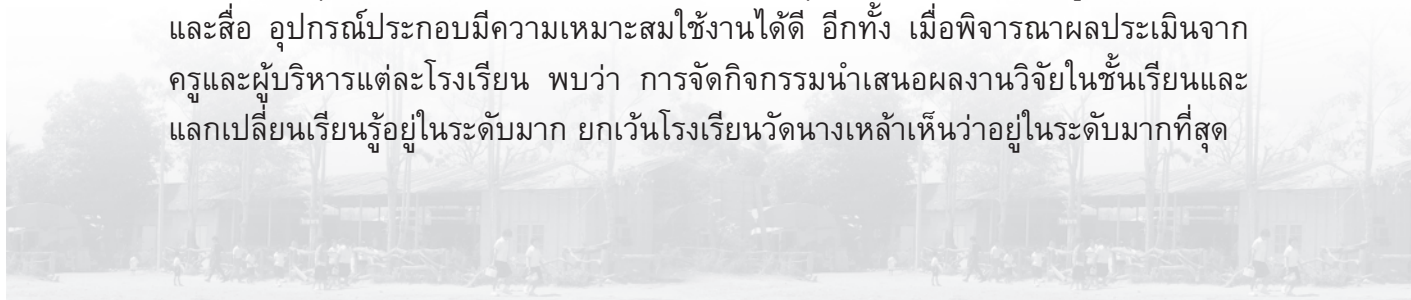 และสื่อ อุปกรณ์ประกอบมีความเหมาะสมใช้งานได้ดี อีกทั้ง เมื่อพิจารณาผลประเมินจาก
ครูและผู้บริหารแต่ละโรงเรียน พบว่า การจัดกิจกรรมนำเสนอผลงานวิจัยในชั้นเรียนและ
แลกเปลี่ยนเรียนรู้อยู่ในระดับมาก ยกเว้นโรงเรียนวัดนางเหล้าเห็นว่าอยู่ในระดับมากที่สุด